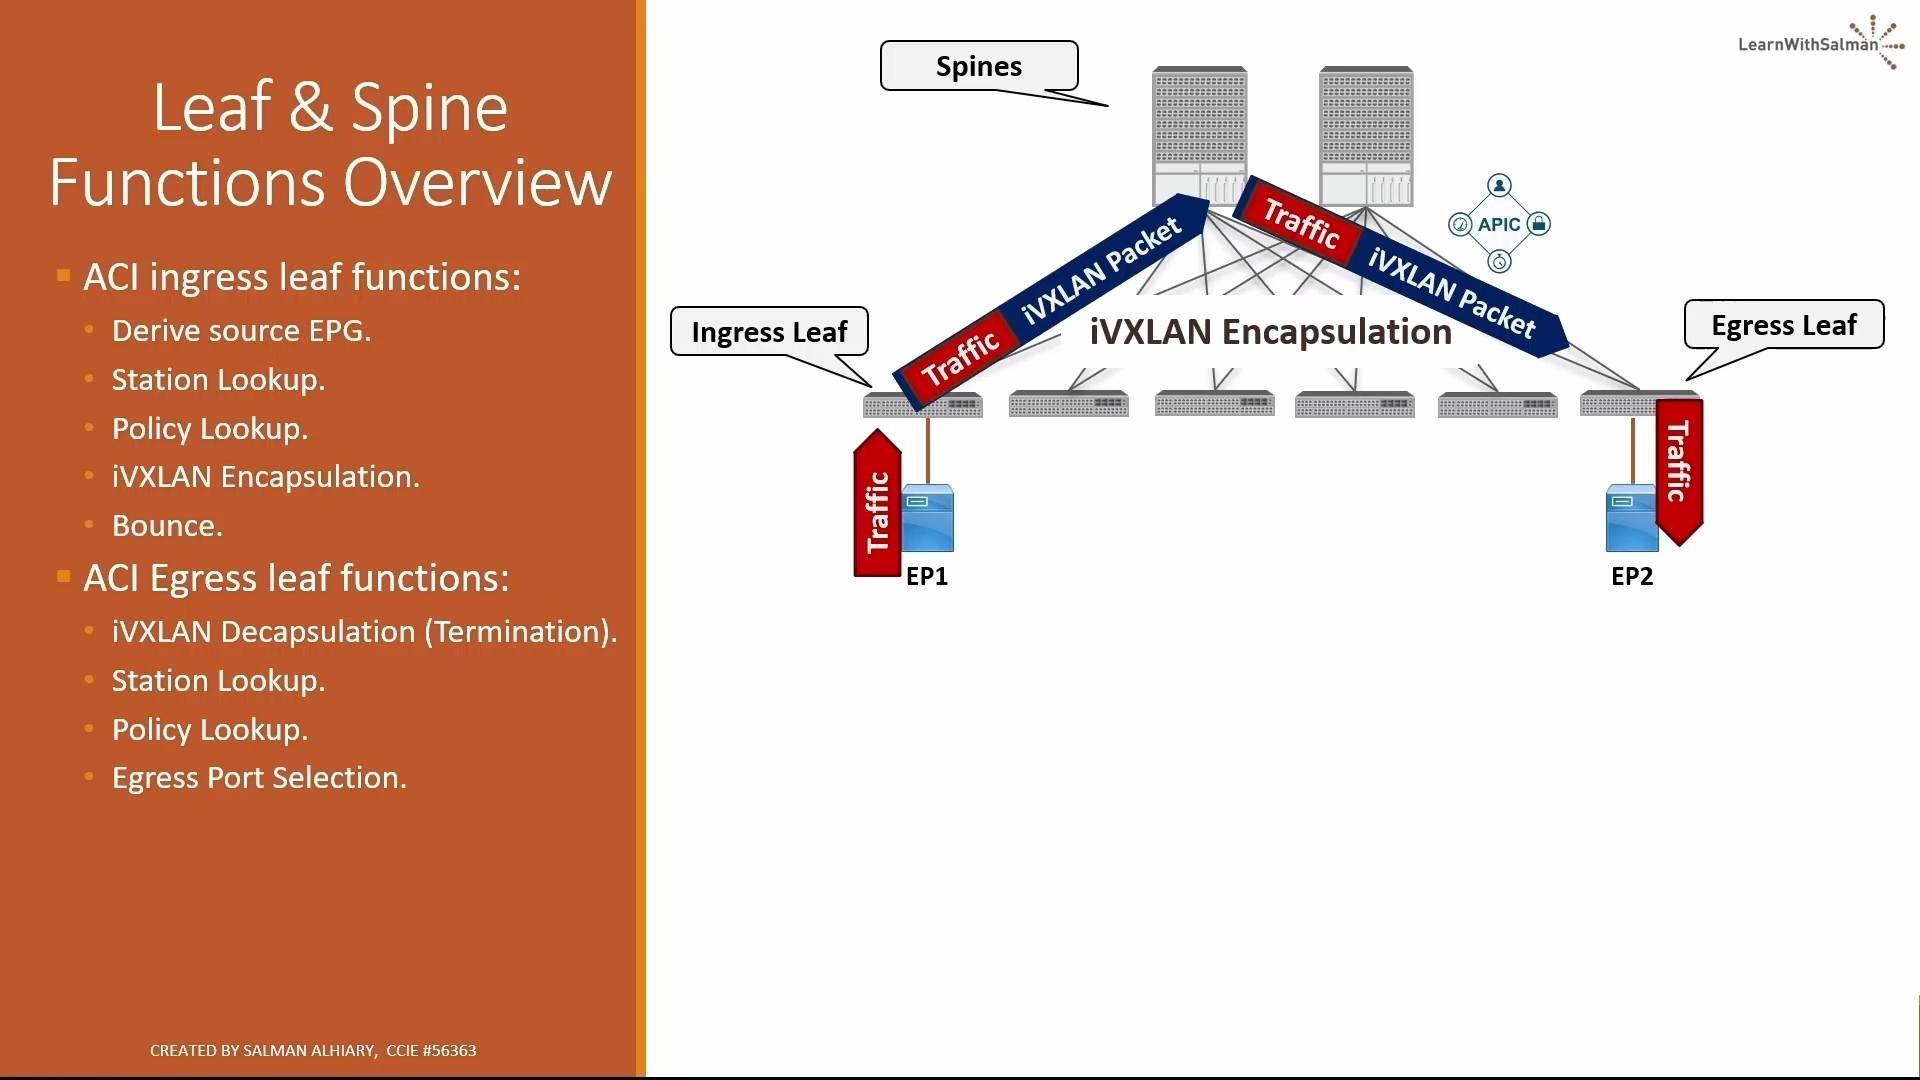 Leaf & Spine
Functions Overview
ACI ingress leaf functions:
Derive source EPG.
Station Lookup.
Policy Lookup.
iVXLAN Encapsulation.
Bounce.
ACI Egress leaf functions:
iVXLAN Decapsulation (Termination).
Station Lookup.
Policy Lookup.
Egress Port Selection.
CREATED BY SALMAN ALHIARY, CCIE #56363
LearnWithSalman
Spines
APIC
Traffic iVXLAN Packet
Traffic iVXLAN Packet
Ingress Leaf
iVXLAN Encapsulation
Egress Leaf
Traffic
Traffic
EP1
EP2